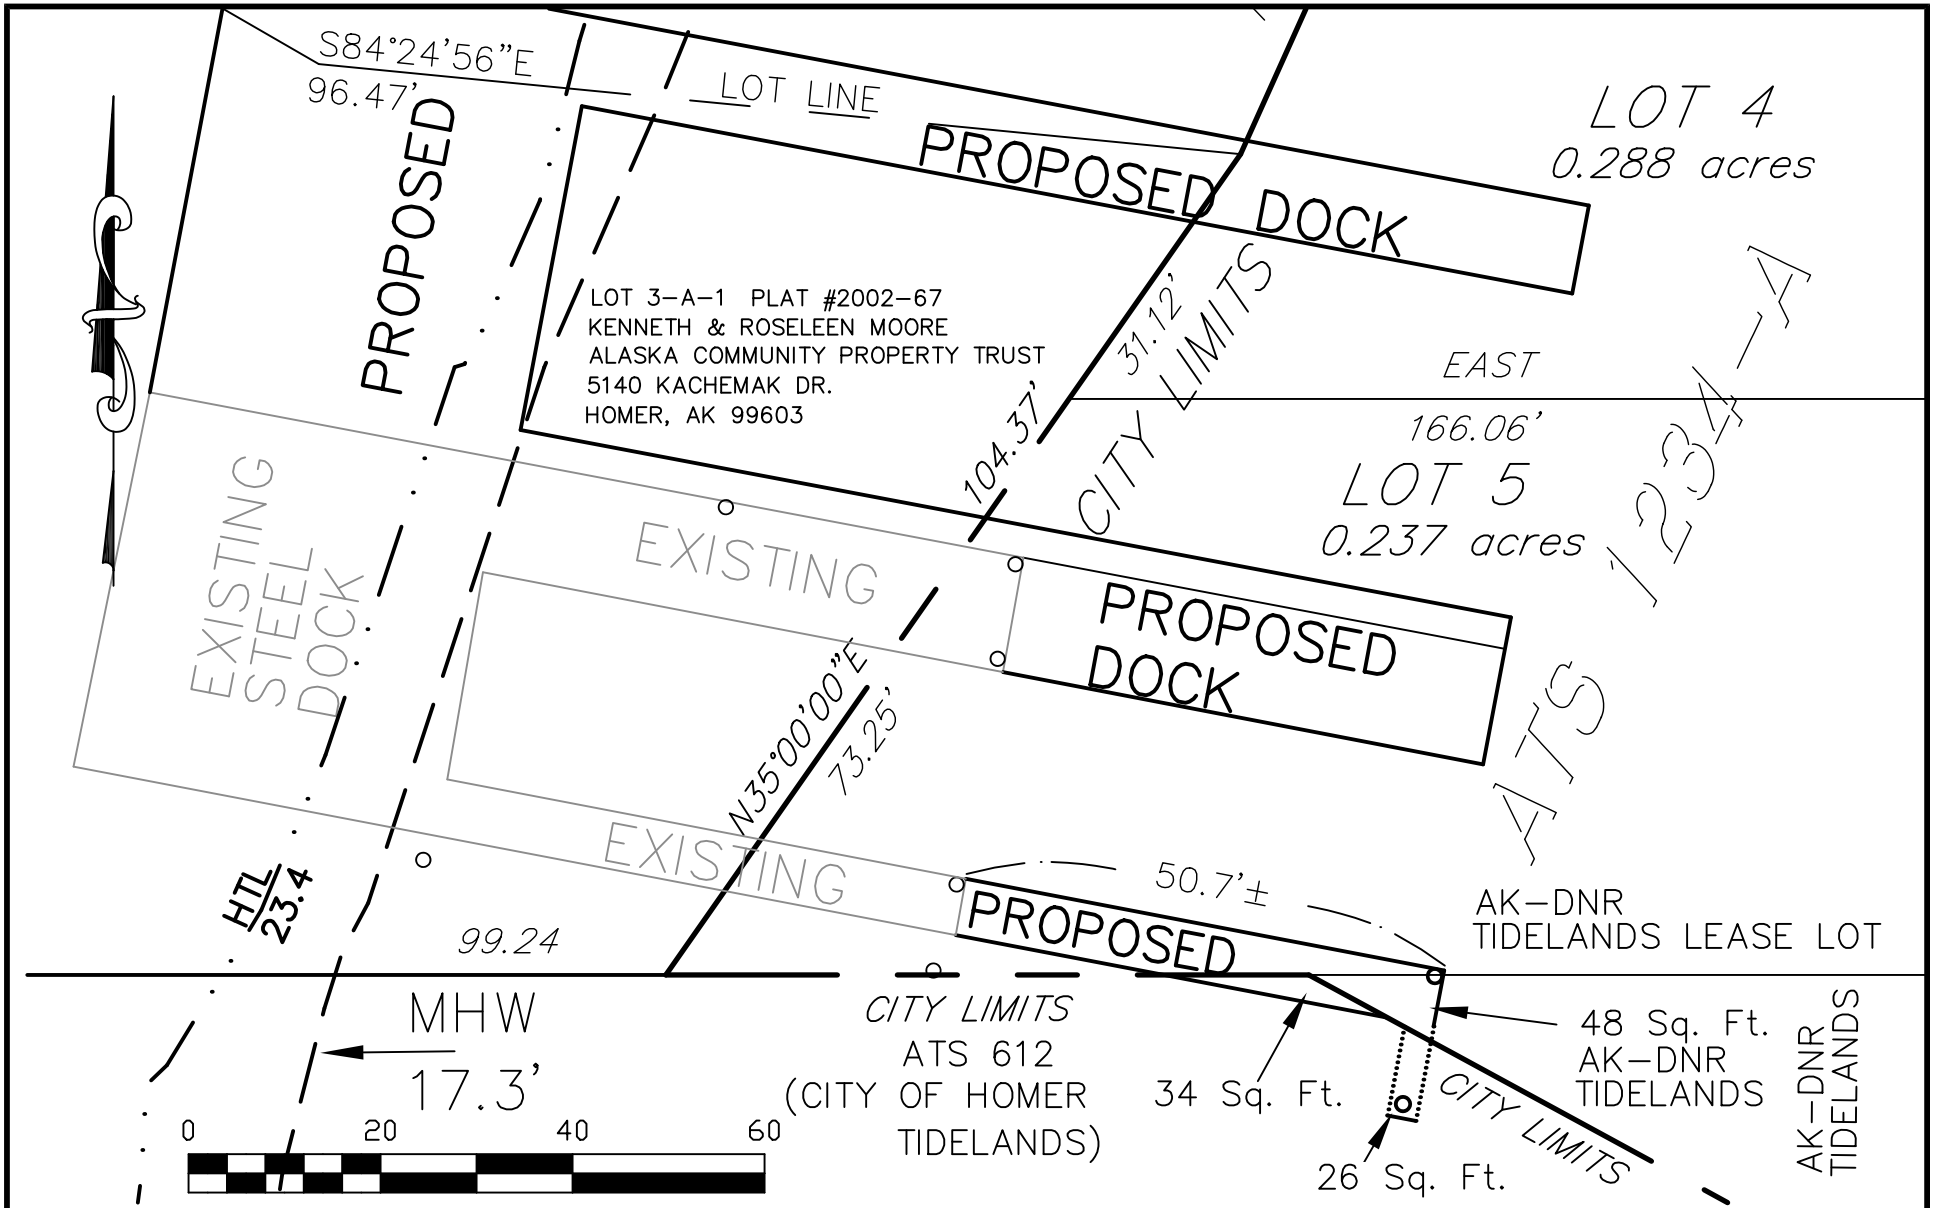 S84°24'56"E
96.47'
LOT LINE
LOT 4
0.288 acres
PROPOSED
PROPOSED DOCK
LOT 3-A-1 PLAT #2002-67
KENNETH & ROSELEEN MOORE
ALASKA COMMUNITY PROPERTY TRUST
5140 KACHEMAK DR.
HOMER, AK 99603
31.12'
CITY LIMITS
104.37'
EAST
166.06'
LOT 5
0.237 acres
ATS 1234-A
EXISTING
STEEL
DOCK
EXISTING
PROPOSED
DOCK
N35°00'00"E
73.25'
EXISTING
PROPOSED
50.7'±
AK-DNR
TIDELANDS LEASE LOT
HTL
23.4
99.24
MHW
17.3'
CITY LIMITS
ATS 612
(CITY OF HOMER
TIDELANDS)
34 Sq. Ft.
48 Sq. Ft.
AK-DNR
TIDELANDS
AK-DNR
TIDELANDS
CITY LIMITS
26 Sq. Ft.
0 20 40 60